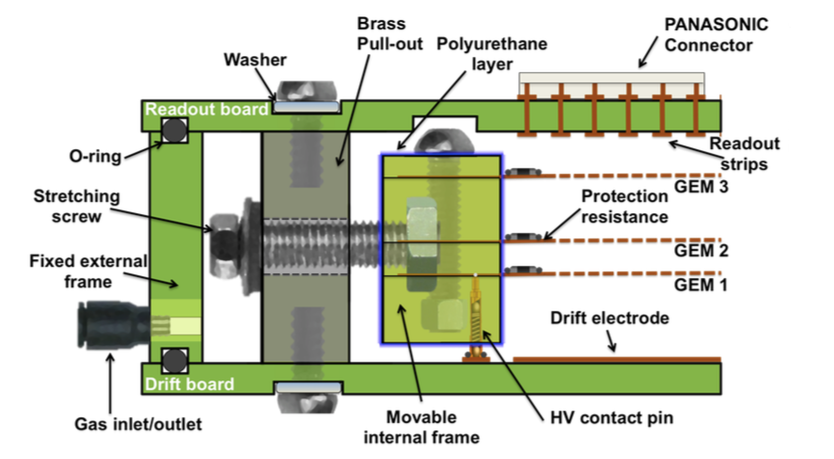 Brass
Pull-out
PANASONIC
Connector
Washer
Polyurethane
layer
Readout board
O-ring
Readout
strips
Stretching
screw
GEM 3
Protection
resistance
GEM 2
Fixed external
frame
GEM 1
Drift electrode
Drift board
Gas inlet/outlet
Movable
internal frame
HV contact pin